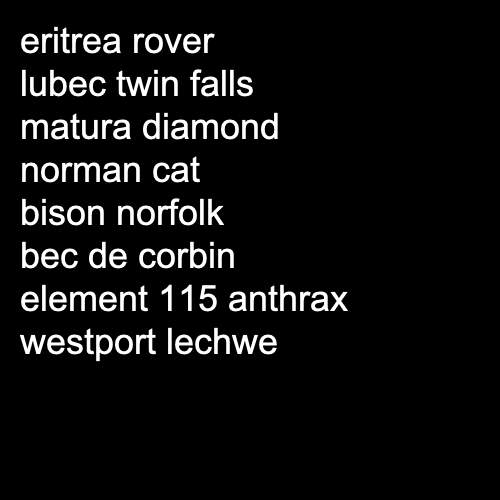 eritrea rover
lubec twin falls
matura diamond
norman cat
bison norfolk
bec de corbin
element 115 anthrax
westport lechwe